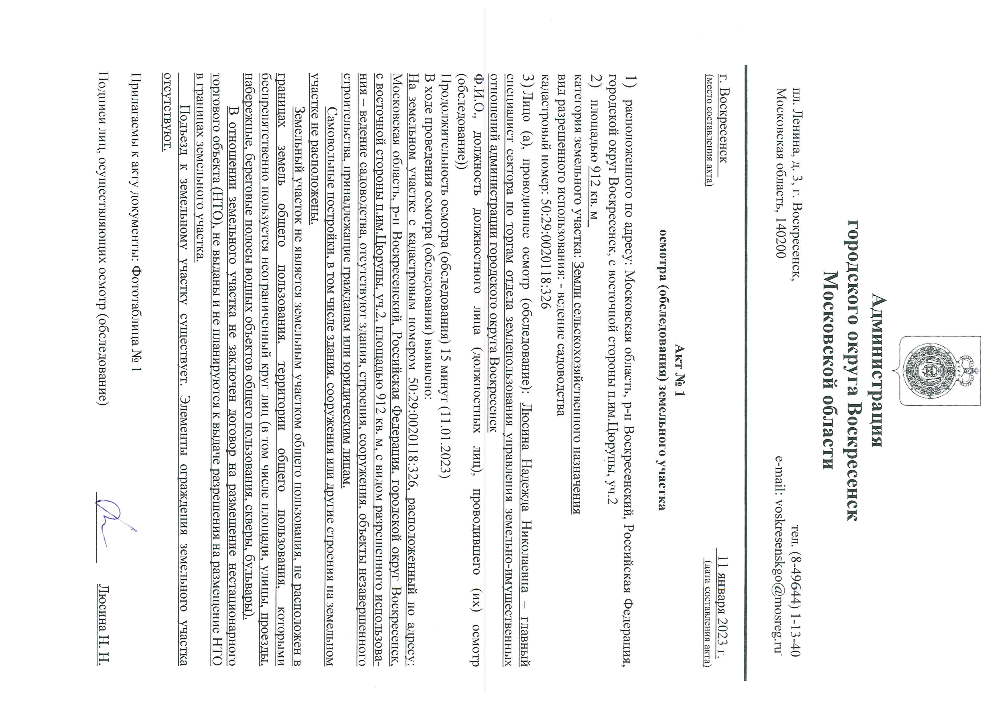 Администрация
городского округа Воскресенск
Московской области
пл. Ленина, д. 3, г. Воскресенск,
Московская область, 140200
тел. (8-49644) 1-13-40
e-mail: voskresenskgo@mosreg.ru
г. Воскресенск
(место составления акта)
11 января 2023 г.
(дата составления акта)
Акт № 1
осмотра (обследования) земельного участка
1) расположенного по адресу: Московская область, р-н Воскресенский, Российская Федерация,
городской округ Воскресенск, с восточной стороны п.им.Цюрупы, уч.2
2) площадью 912 кв. м
категория земельного участка: Земли сельскохозяйственного назначения
вид разрешенного использования: - ведение садоводства
кадастровый номер: 50:29:0020118:326
3) Лицо (а), проводившее осмотр (обследование): Люсина Надежда Николаевна – главный
специалист сектора по торгам отдела землепользования управления земельно-имущественных
отношений администрации городского округа Воскресенск
Ф.И.О., должность должностного лица (должностных лиц), проводившего (их) осмотр
(обследование))
Продолжительность осмотра (обследования) 15 минут (11.01.2023)
В ходе проведения осмотра (обследования) выявлено:
На земельном участке с кадастровым номером 50:29:0020118:326, расположенный по адресу:
Московская область, р-н Воскресенский, Российская Федерация, городской округ Воскресенск,
с восточной стороны п.им.Цюрупы, уч.2, площадью 912 кв. м, с видом разрешенного использова-
ния – ведение садоводства, отсутствуют здания, строения, сооружения, объекты незавершенного
строительства, принадлежащие гражданам или юридическим лицам.
Самовольные постройки, в том числе здания, сооружения или другие строения на земельном
участке не расположены.
Земельный участок не является земельным участком общего пользования, не расположен в
границах земель общего пользования, территории общего пользования, которыми
беспрепятственно пользуется неограниченный круг лиц (в том числе площади, улицы, проезды,
набережные, береговые полосы водных объектов общего пользования, скверы, бульвары).
В отношении земельного участка не заключен договор на размещение нестационарного
торгового объекта (НТО), не выданы и не планируются к выдаче разрешения на размещение НТО
в границах земельного участка.
Подъезд к земельному участку существует. Элементы ограждения земельного участка
отсутствуют.
Прилагаемы к акту документы: Фототаблица № 1
Подписи лиц, осуществляющих осмотр (обследование)
Люсина Н. Н.